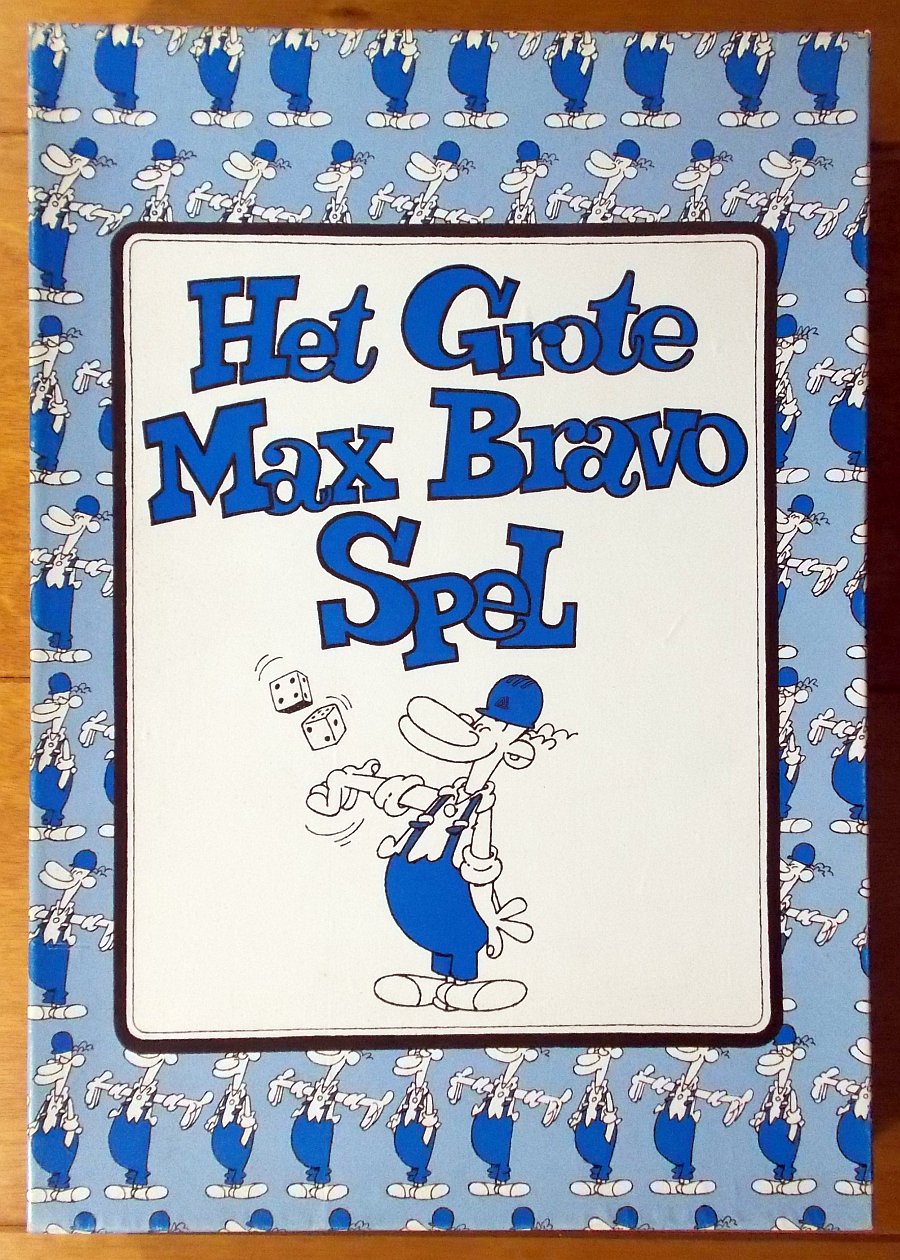 Het Grote
Max Bravo
Spel